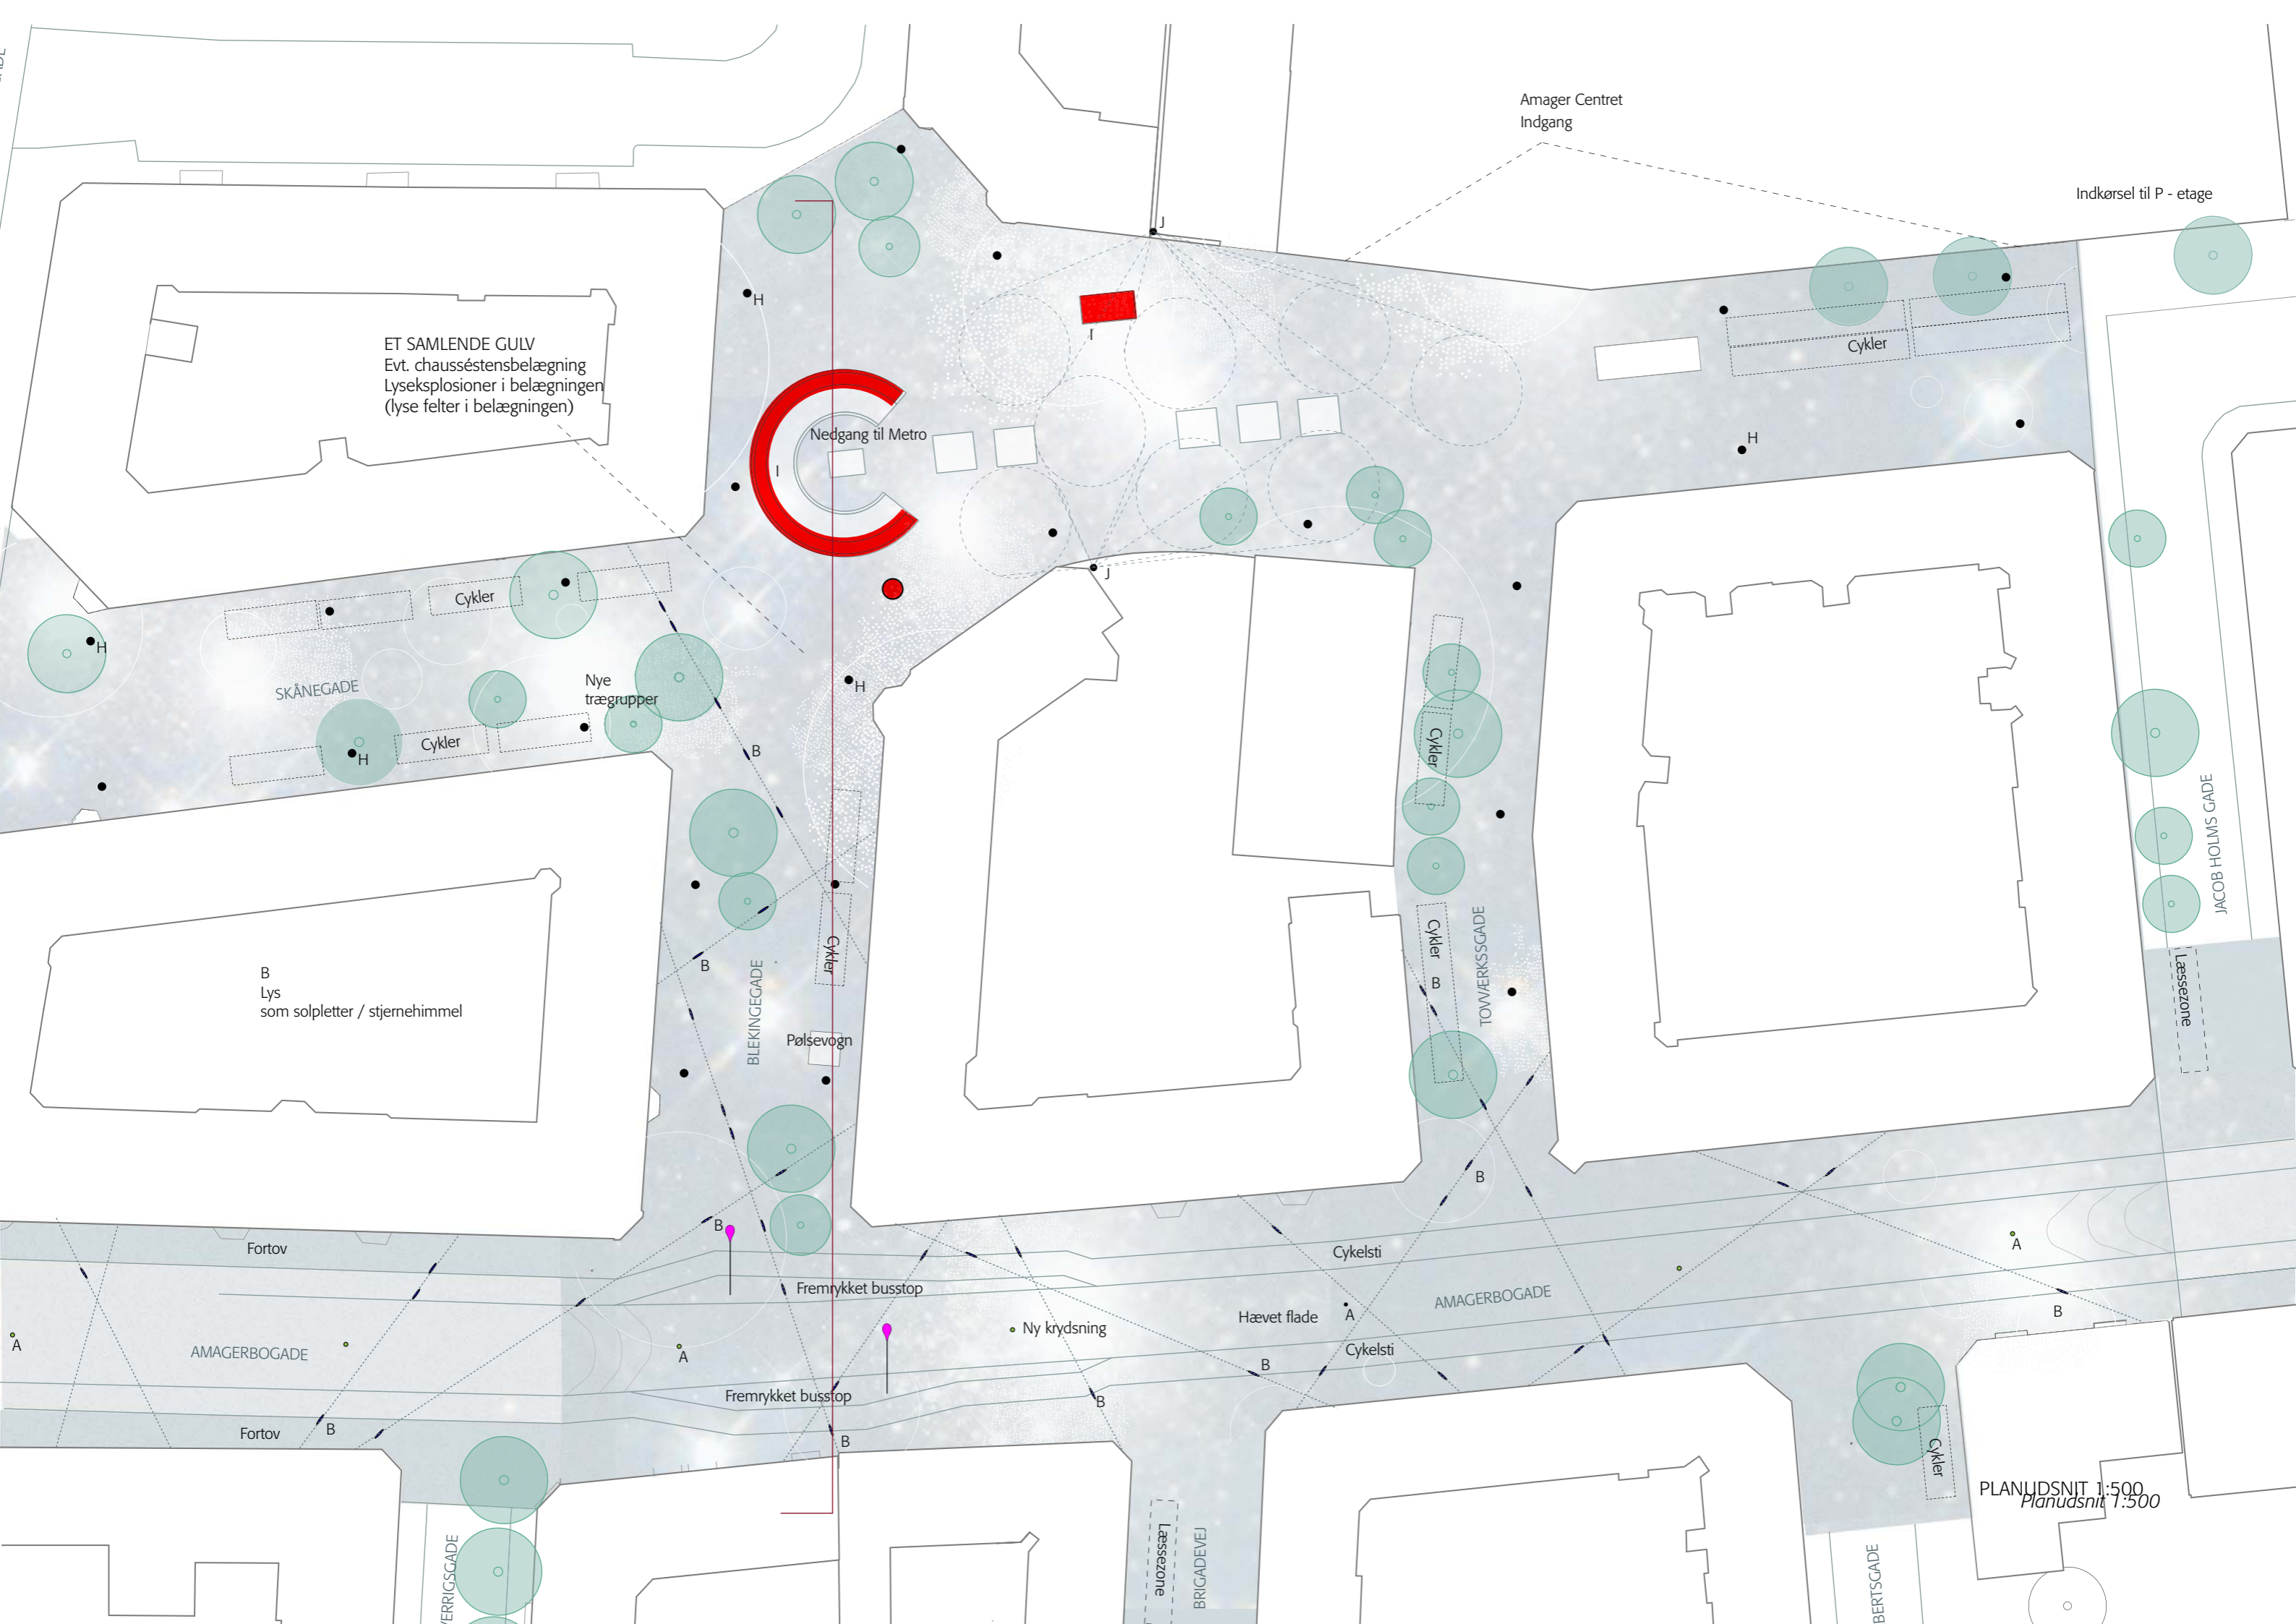 Amager Centret
Indgang
Indkørsel til P - etage
J
H
I
ET SAMLENDE GULV
Evt. chausséstensbelægning
Lyseksplosioner i belægningen
(lyse felter i belægningen)
Cykler
Nedgang til Metro
H
I
J
Cykler
H
SKÅNEGADE
Nye
trægrupper
H
Cykler
H
B
Cykler
JACOB HOLMS GADE
B
Lys
som solpletter / stjernehimmel
B
Cykler
BLEKINGEGADE
Pølsevogn
Cykler
B
TOVVÆRKSSGADE
Læssezone
B
B
Fortov
Cykelsti
A
Fremrykket busstop
AMAGERBOGADE
B
Hævet flade
A
Ny krydsning
A
AMAGERBOGADE
A
Cykelsti
B
Fremrykket busstop
B
Fortov
B
B
Cykler
PLANUDSNIT 1:500
Planudsnit 1:500
Læssezone
BRIGADEVEJ